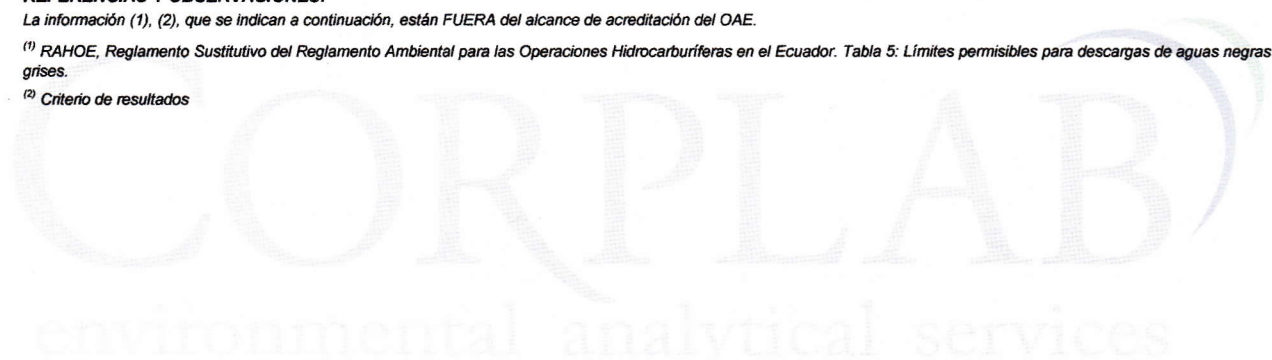 REFERENCIAS Y OBSERVACIONES:
La información (1), (2), que se indican a continuación, están FUERA del alcance de acreditación del OAE.
(1) RAHOE, Reglamento Sustitutivo del Reglamento Ambiental para las Operaciones Hidrocarburíferas en el Ecuador. Tabla 5: Límites permisibles para descargas de aguas negras
grises.
(2) Criterio de resultados
CORPLAB
environmental analytical services